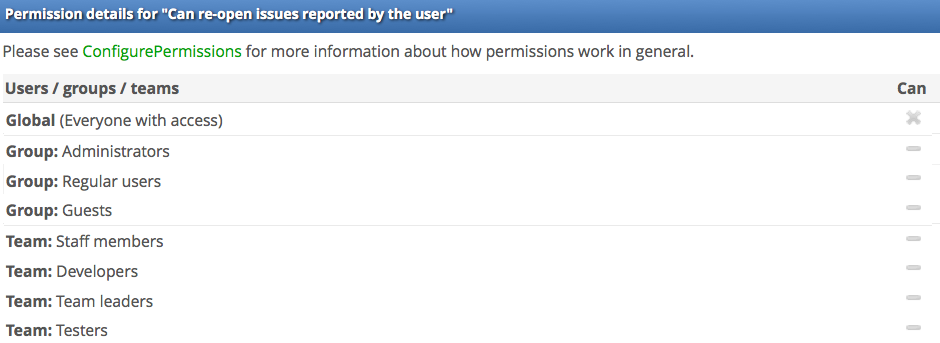 Permission details for "Can re-open issues reported by the user"
Please see ConfigurePermissions for more information about how permissions work in general.
Users / groups / teams Can
Global (Everyone with access)
Group: Administrators
Group: Regular users
Group: Guests
Team: Staff members
Team: Developers
Team: Team leaders
Team: Testers